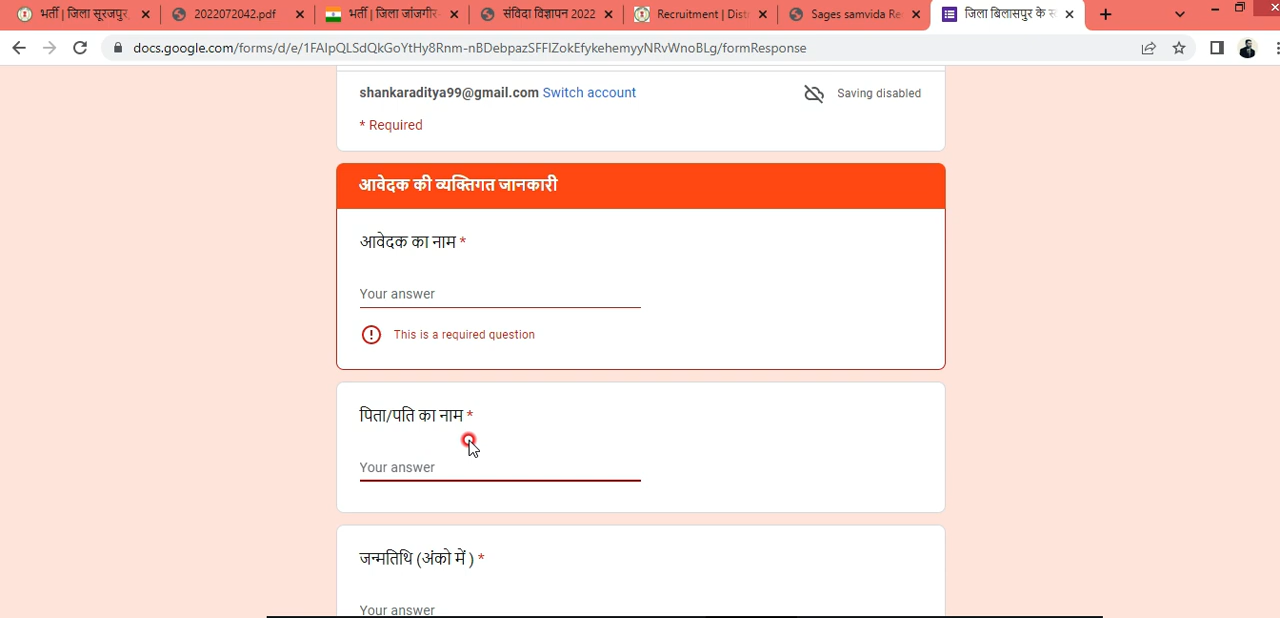 भर्ती | जिला सूरजपुर,
2022072042.pdf
भर्ती | जिला जांजगीर-
संविदा विज्ञापन 2022
Recruitment | Dist
Sages samvida Re
जिला बिलासपुर के
docs.google.com/forms/d/e/1FAIpQLSdQkGoYtHy8Rnm-nBDebpazSFFIZokEfykehemyyNRvWnoBLg/formResponse
shankaraditya99@gmail.com Switch account
Saving disabled
* Required
आवेदक की व्यक्तिगत जानकारी
आवेदक का नाम *
Your answer
This is a required question
पिता/पति का नाम *
Your answer
जन्मतिथि (अंको में ) *
Your answer